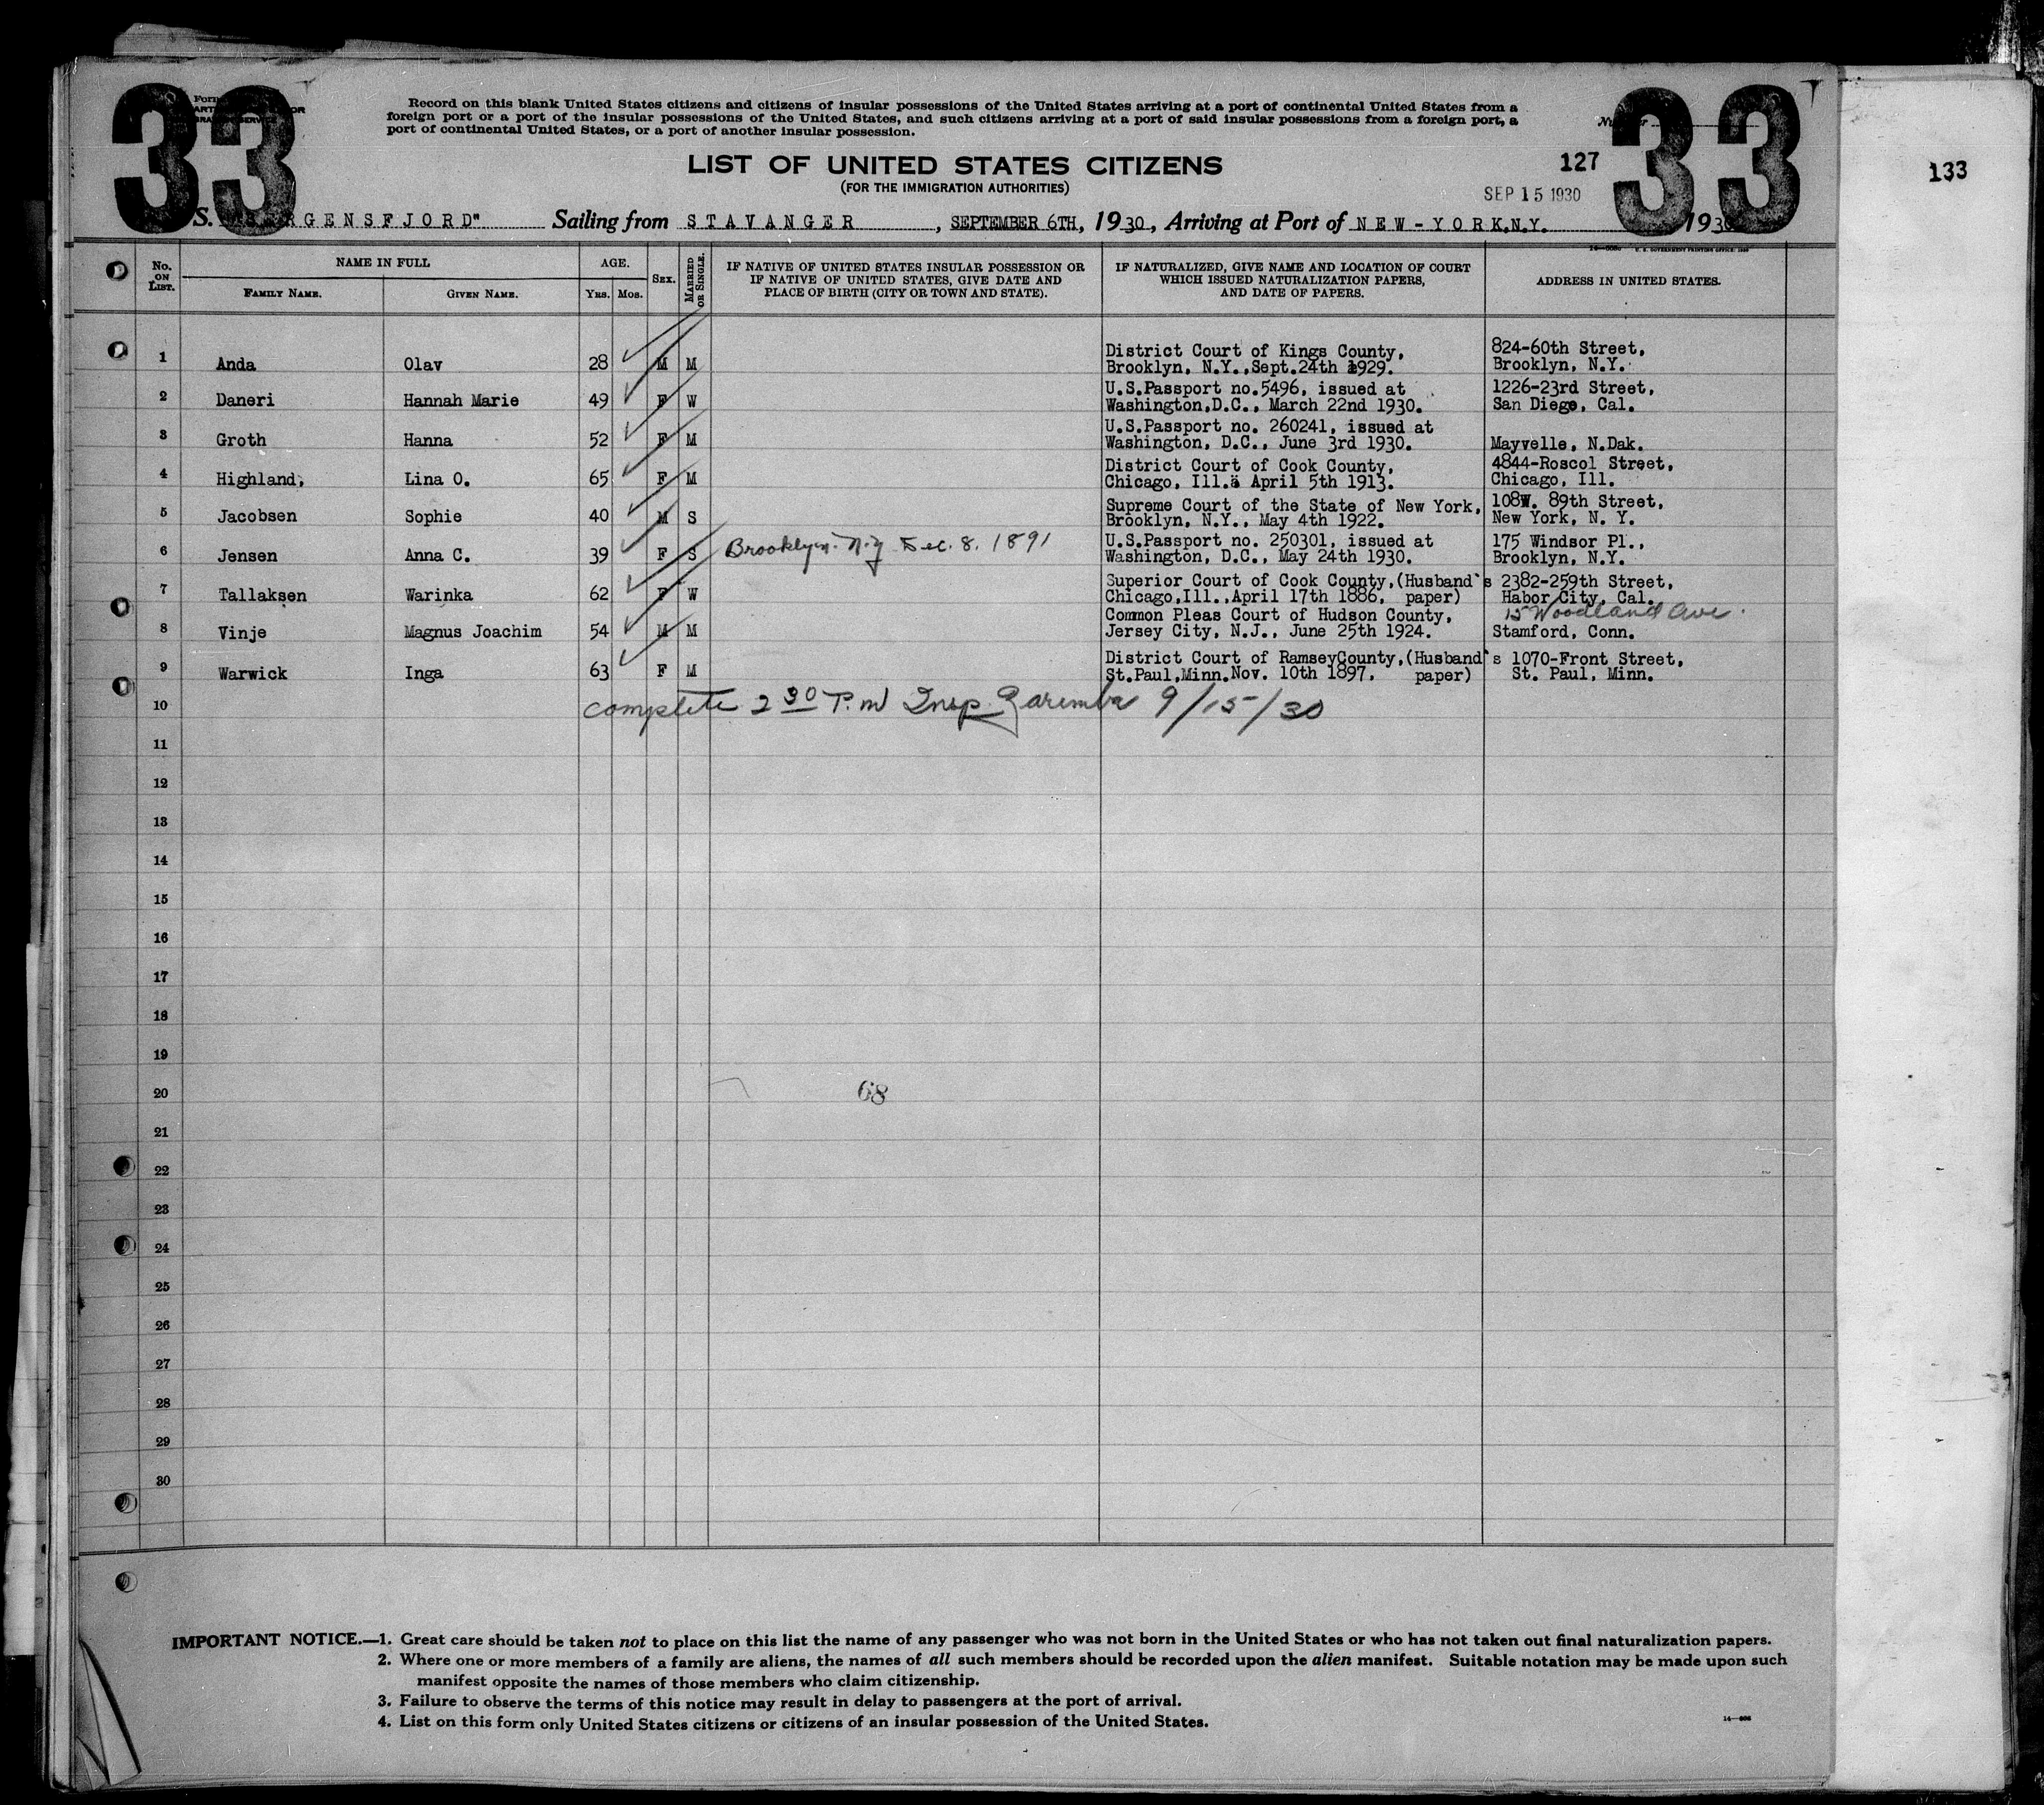 33
33
Record on this blank United States citizens and citizens of insular possessions of the United States arriving at a port of continental United States from a
foreign port or a port of the insular possessions of the United States, and such citizens arriving at a port of said insular possessions from a foreign port, a
port of continental United States, or a port of another insular possession.
LIST OF UNITED STATES CITIZENS
(FOR THE IMMIGRATION AUTHORITIES)
127
133
SEP 15 1930
S. "BERGENSFJORD" Sailing from STAVANGER, SEPTEMBER 6TH, 1930, Arriving at Port of NEW-YORK.N.Y. 1930
No. ON LIST. NAME IN FULL AGE. SEX. MARRIED OR SINGLE. IF NATIVE OF UNITED STATES INSULAR POSSESSION OR IF NATIVE OF UNITED STATES, GIVE DATE AND PLACE OF BIRTH (CITY OR TOWN AND STATE). IF NATURALIZED, GIVE NAME AND LOCATION OF COURT WHICH ISSUED NATURALIZATION PAPERS, AND DATE OF PAPERS. ADDRESS IN UNITED STATES.
FAMILY NAME. GIVEN NAME. YRS. MOS.
1 Anda Olav 28 M M District Court of Kings County, Brooklyn, N.Y.,Sept.24th 1929. 824-60th Street, Brooklyn, N.Y.
2 Daneri Hannah Marie 49 F W U.S.Passport no.5496, issued at Washington,D.C., March 22nd 1930. 1226-23rd Street, San Diego, Cal.
3 Groth Hanna 52 F M U.S.Passport no. 260241, issued at Washington, D.C., June 3rd 1930. Mayvelle, N.Dak.
4 Highland, Lina O. 65 F M District Court of Cook County, Chicago, Ill. April 5th 1913. 4844-Roscol Street, Chicago, Ill.
5 Jacobsen Sophie 40 M S Supreme Court of the State of New York, Brooklyn, N.Y., May 4th 1922. 108W. 89th Street, New York, N. Y.
6 Jensen Anna C. 39 F S Brooklyn. N.Y Dec. 8. 1891 U.S.Passport no. 250301, issued at Washington, D.C., May 24th 1930. 175 Windsor Pl., Brooklyn, N.Y.
7 Tallaksen Warinka 62 F W Superior Court of Cook County,(Husband's Chicago,Ill.,April 17th 1886, paper) 2382-259th Street, Habor City, Cal.
8 Vinje Magnus Joachim 54 M M Common Pleas Court of Hudson County, Jersey City, N.J., June 25th 1924. 15 Woodland Ave. Stamford, Conn.
9 Warwick Inga 63 F M District Court of RamseyCounty,(Husband's St.Paul,Minn.Nov. 10th 1897, paper) 1070-Front Street, St. Paul, Minn.
10 complete 2 30 P.M Insp. 9/15/30
11
12
13
14
15
16
17
18
19
20 68
21
22
23
24
25
26
27
28
29
30
IMPORTANT NOTICE.—1. Great care should be taken not to place on this list the name of any passenger who was not born in the United States or who has not taken out final naturalization papers.
2. Where one or more members of a family are aliens, the names of all such members should be recorded upon the alien manifest. Suitable notation may be made upon such
manifest opposite the names of those members who claim citizenship.
3. Failure to observe the terms of this notice may result in delay to passengers at the port of arrival.
4. List on this form only United States citizens or citizens of an insular possession of the United States.